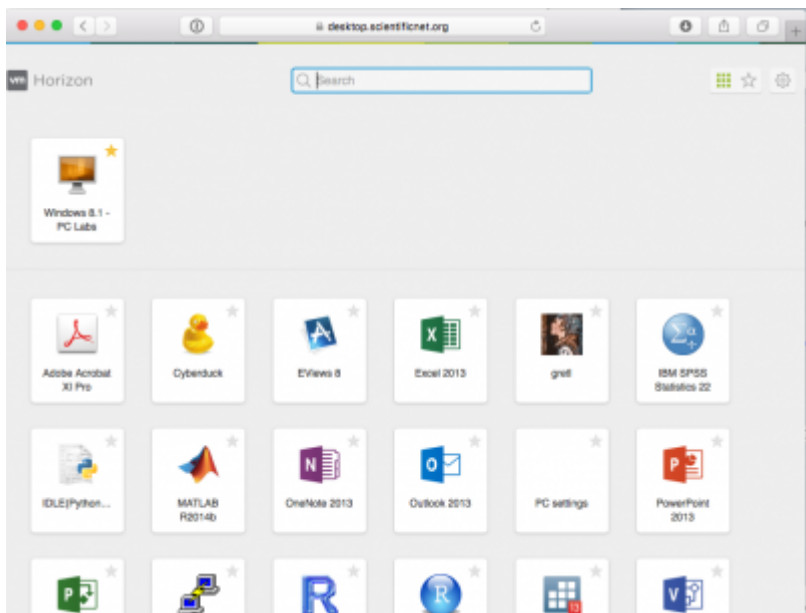 desktop.scientificnet.org
vm Horizon
Search
Windows 8.1 -
PC Labs
Adobe Acrobat
XI Pro
Cyberduck
EViews 8
Excel 2013
gretl
IBM SPSS
Statistics 22
IDLE(Python...
MATLAB
R2014b
OneNote 2013
Outlook 2013
PC settings
PowerPoint
2013